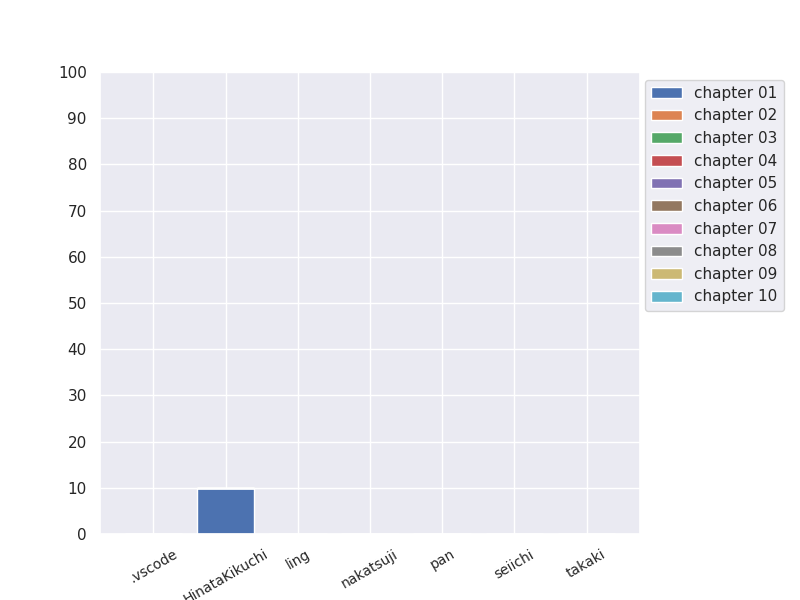 100
90
80
70
60
50
40
30
20
10
0
.vscode
HinataKikuchi
ling
nakatsuji
pan
seiichi
takaki
chapter 01
chapter 02
chapter 03
chapter 04
chapter 05
chapter 06
chapter 07
chapter 08
chapter 09
chapter 10